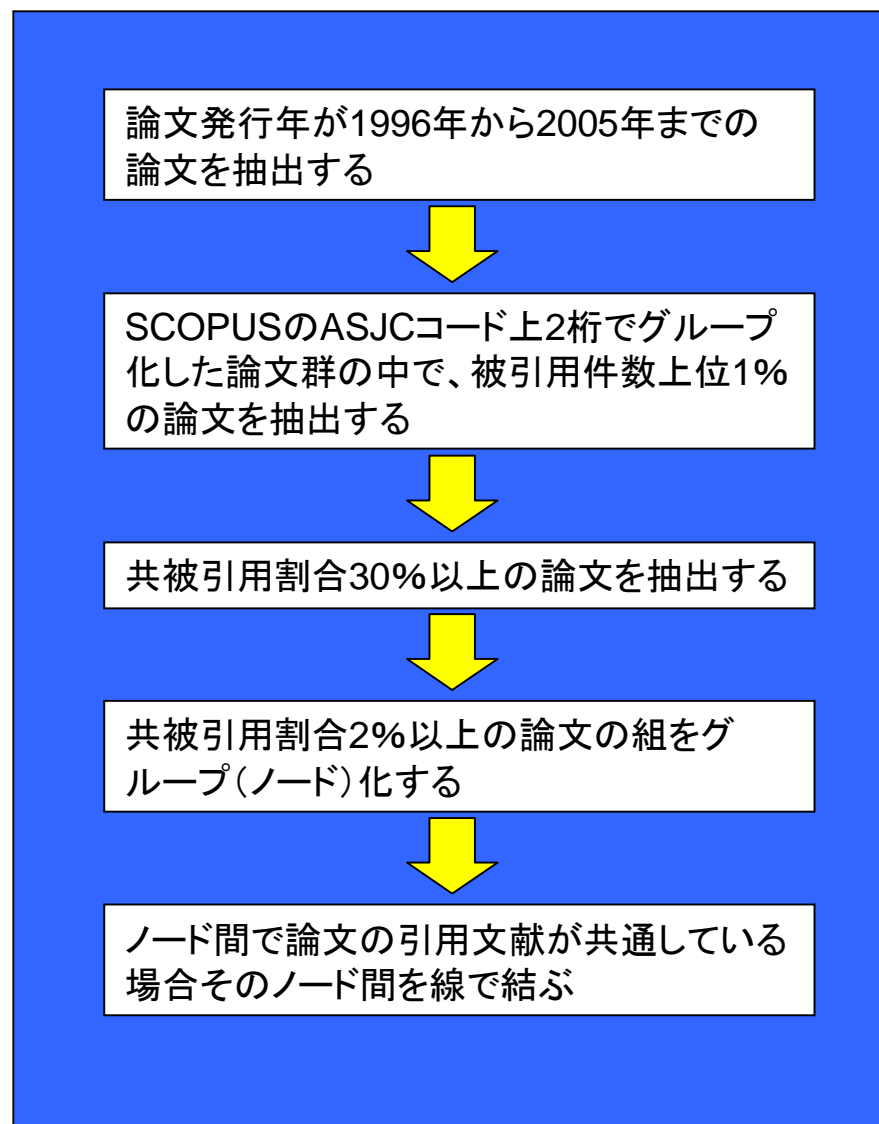 論文発行年が1996年から2005年までの
論文を抽出する
SCOPUSのASJCコード上2桁でグループ
化した論文群の中で、被引用件数上位1%
の論文を抽出する
共被引用割合30%以上の論文を抽出する
共被引用割合2%以上の論文の組をグ
ループ(ノード)化する
ノード間で論文の引用文献が共通している
場合そのノード間を線で結ぶ